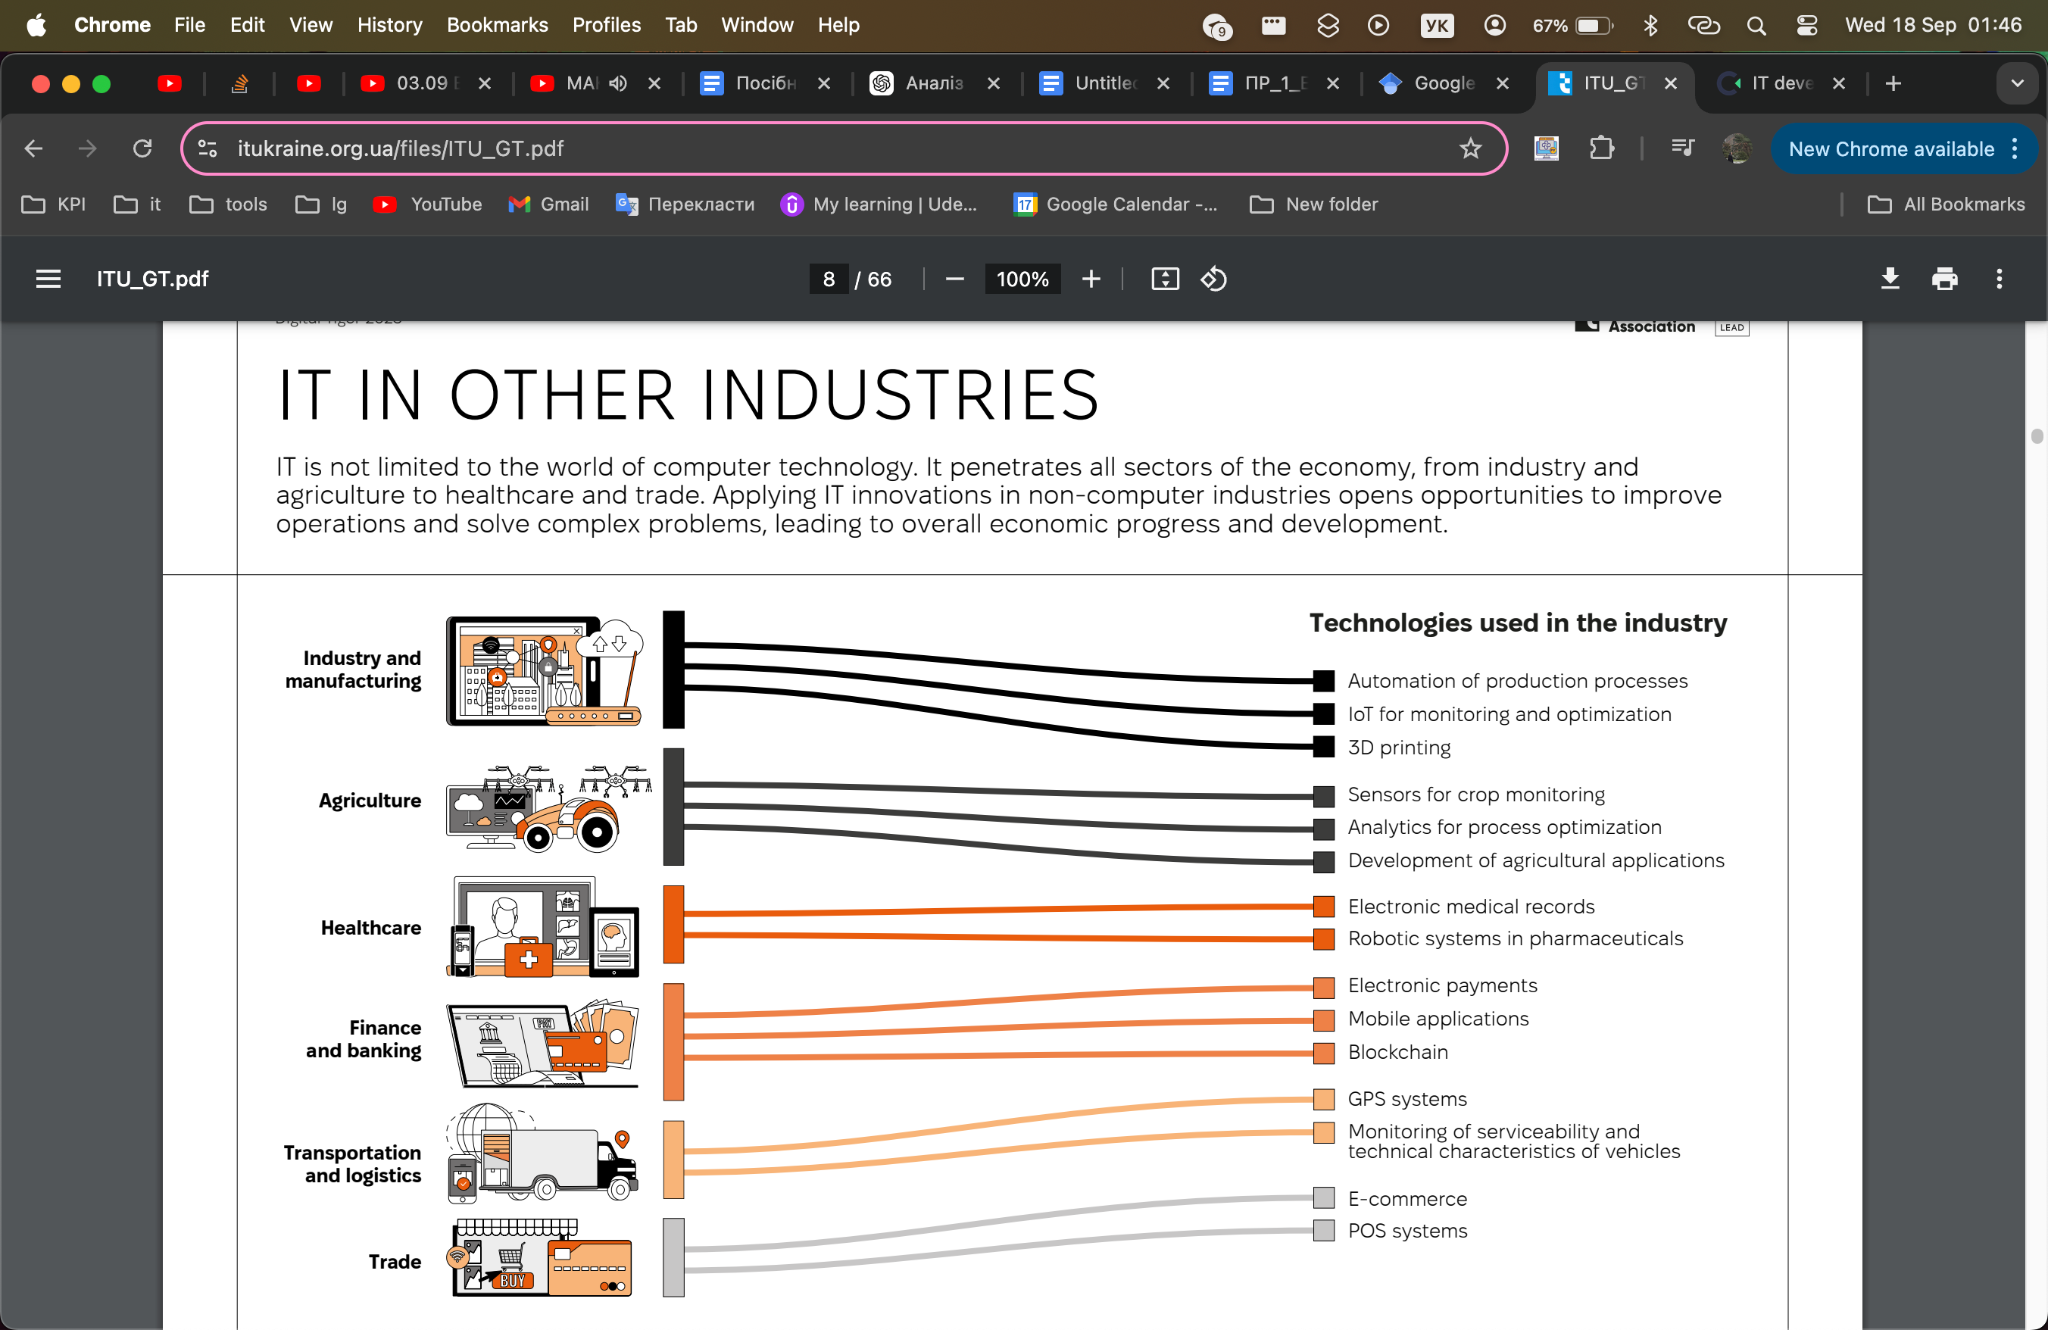 Chrome File Edit View History Bookmarks Profiles Tab Window Help 9 УК 67% Wed 18 Sep 01:46
03.09 Посібн Аналіз Untitled ПР_1_ Google ITU_GT IT deve
itukraine.org.ua/files/ITU_GT.pdf New Chrome available
KPI it tools lg YouTube Gmail Перекласти My learning | Ude... 17 Google Calendar -... New folder All Bookmarks
ITU_GT.pdf 8 / 66 100%
Association LEAD
IT IN OTHER INDUSTRIES
IT is not limited to the world of computer technology. It penetrates all sectors of the economy, from industry and
agriculture to healthcare and trade. Applying IT innovations in non-computer industries opens opportunities to improve
operations and solve complex problems, leading to overall economic progress and development.
Technologies used in the industry
Industry and
manufacturing
Automation of production processes
IoT for monitoring and optimization
3D printing
Agriculture
Sensors for crop monitoring
Analytics for process optimization
Development of agricultural applications
Healthcare
Electronic medical records
Robotic systems in pharmaceuticals
Finance
and banking
Electronic payments
Mobile applications
Blockchain
Transportation
and logistics
GPS systems
Monitoring of serviceability and
technical characteristics of vehicles
Trade
BUY
E-commerce
POS systems